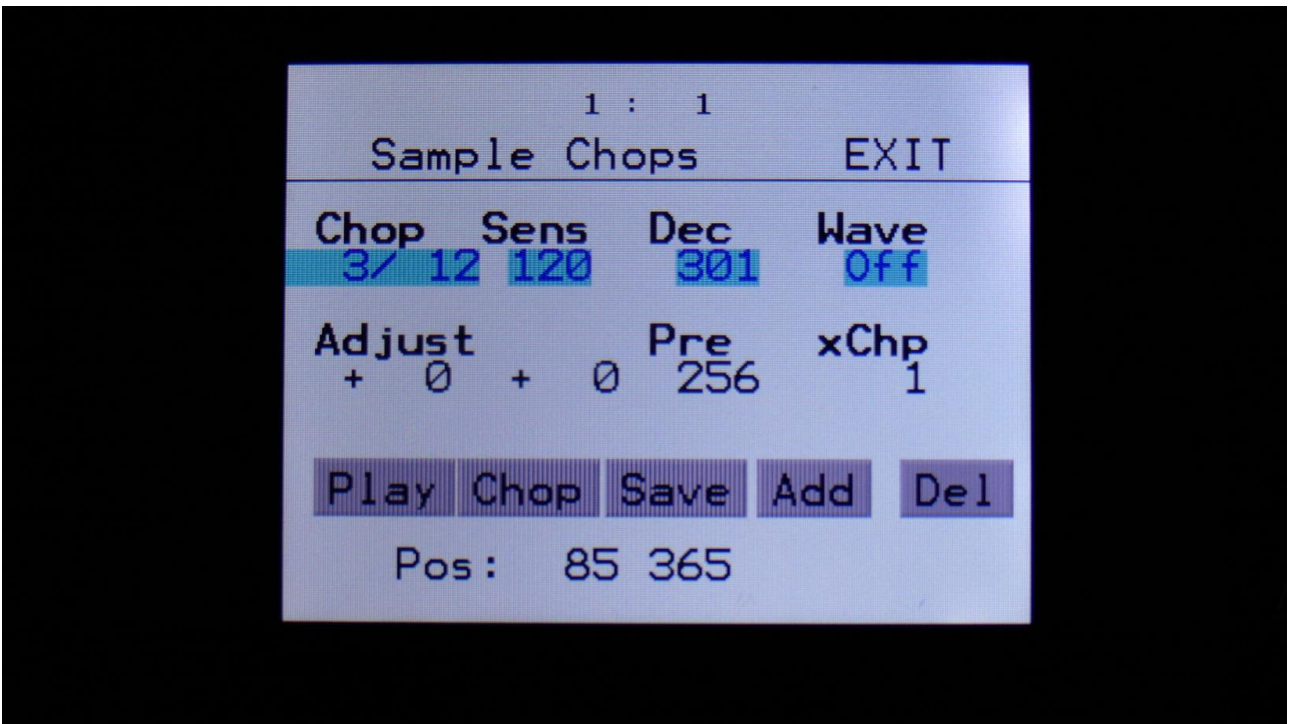 1 : 1
Sample Chops EXIT
Chop Sens Dec Wave
3/ 12 120 301 Off
Adjust Pre xChp
+ 0 + 0 256 1
Play Chop Save Add Del
Pos: 85 365